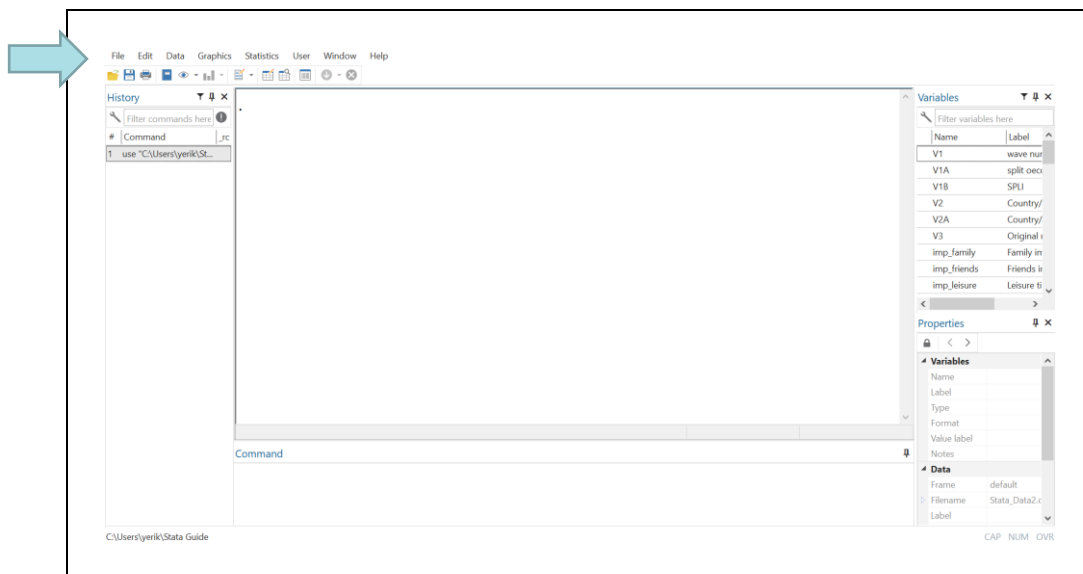 File Edit Data Graphics Statistics User Window Help
History
Filter commands here
# Command _rc
1 use "C:\Users\yerik\St...
.
Command
Variables
Filter variables here
Name Label
V1 wave nur
V1A split oecd
V1B SPLI
V2 Country/
V2A Country/
V3 Original
imp_family Family im
imp_friends Friends i
imp_leisure Leisure ti
Properties
Variables
Name
Label
Type
Format
Value label
Notes
Data
Frame default
Filename Stata_Data2.c
Label
C:\Users\yerik\Stata Guide
CAP NUM OVR